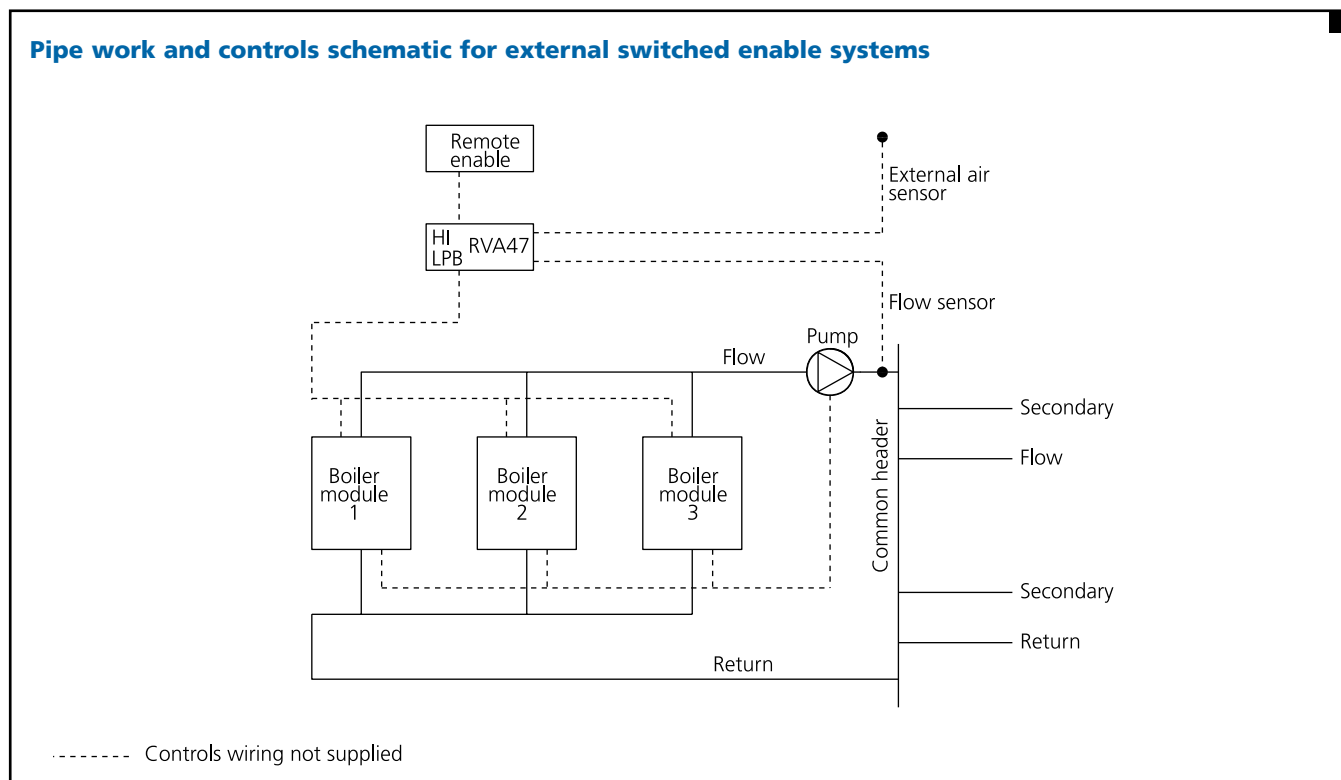 Pipe work and controls schematic for external switched enable systems
Remote
enable
External air
sensor
HI
RVA47
LPB
Flow sensor
Pump
Flow
Secondary
Flow
Common header
Boiler
module
1
Boiler
module
2
Boiler
module
3
Secondary
Return
Return
Controls wiring not supplied